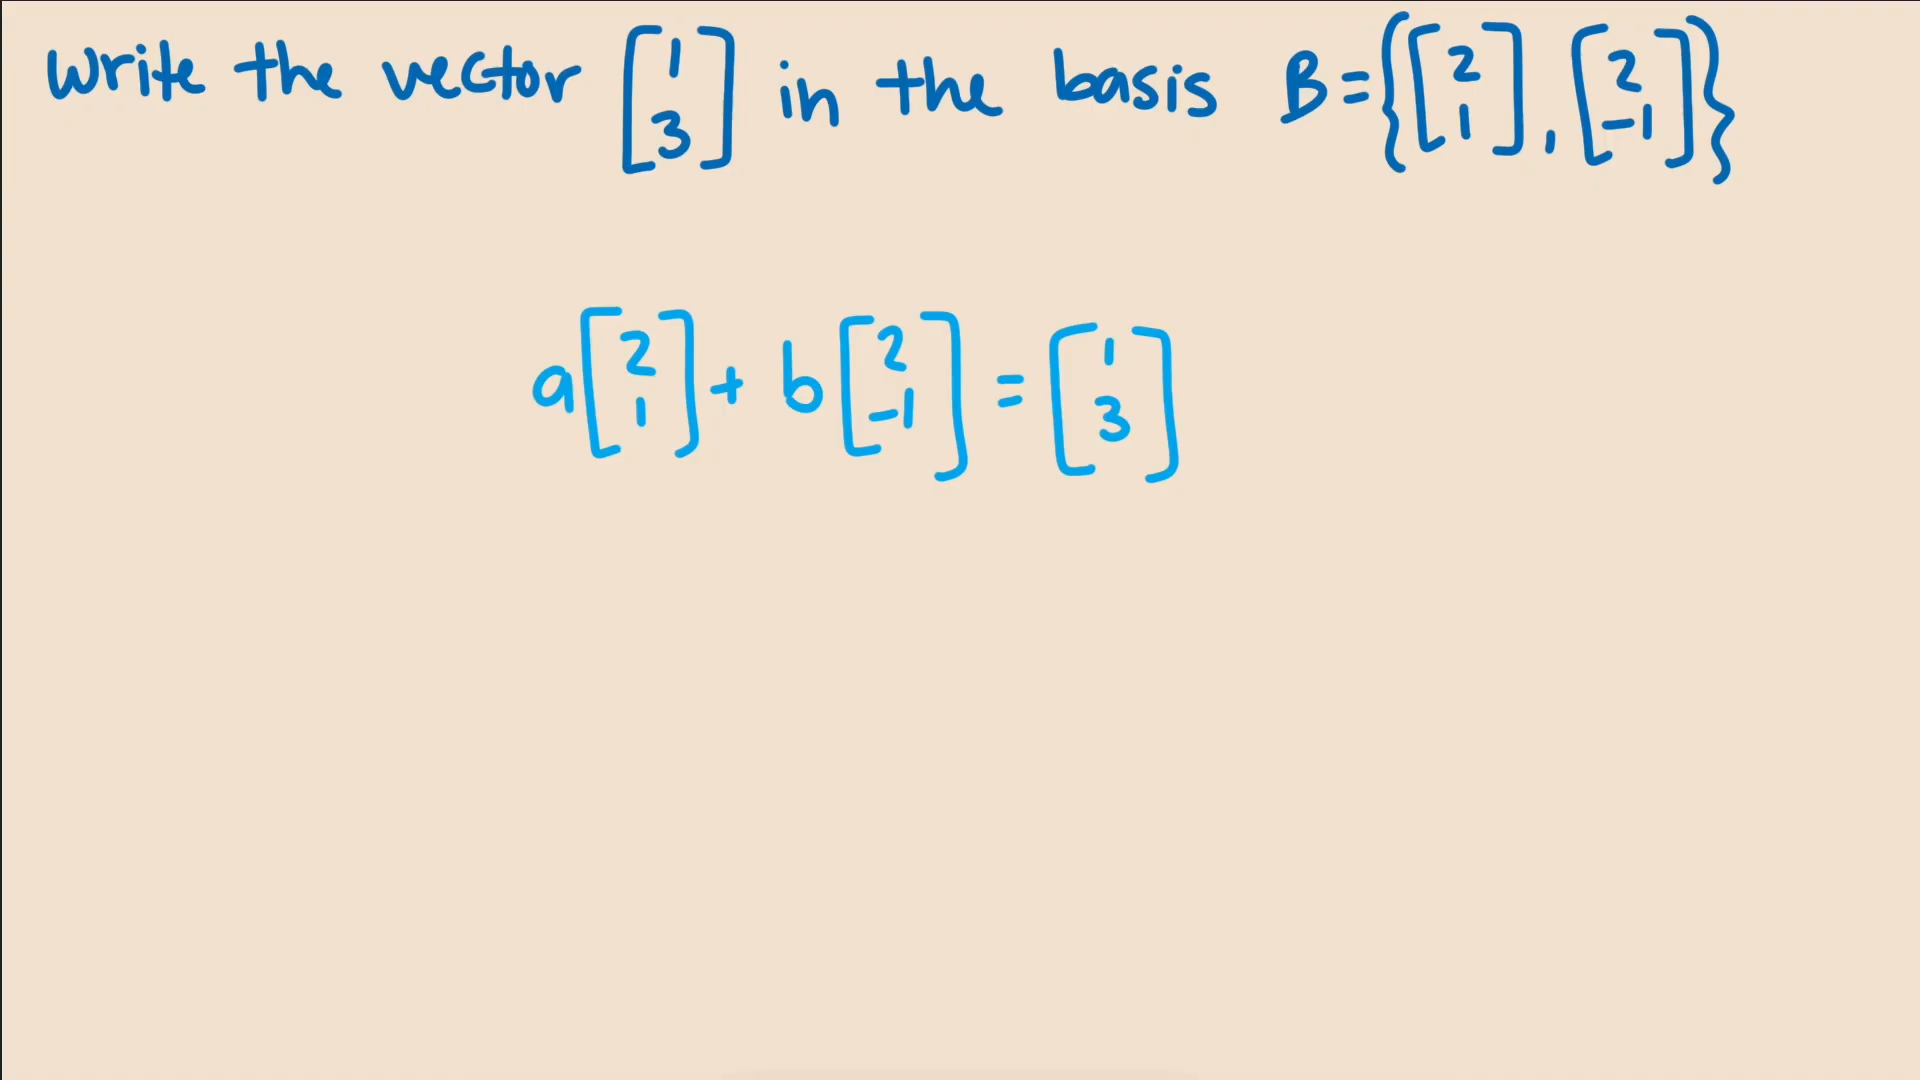 Write the vector [1 3] in the basis B = {[2 1], [2 -1]}
a[2 1] + b[2 -1] = [1 3]